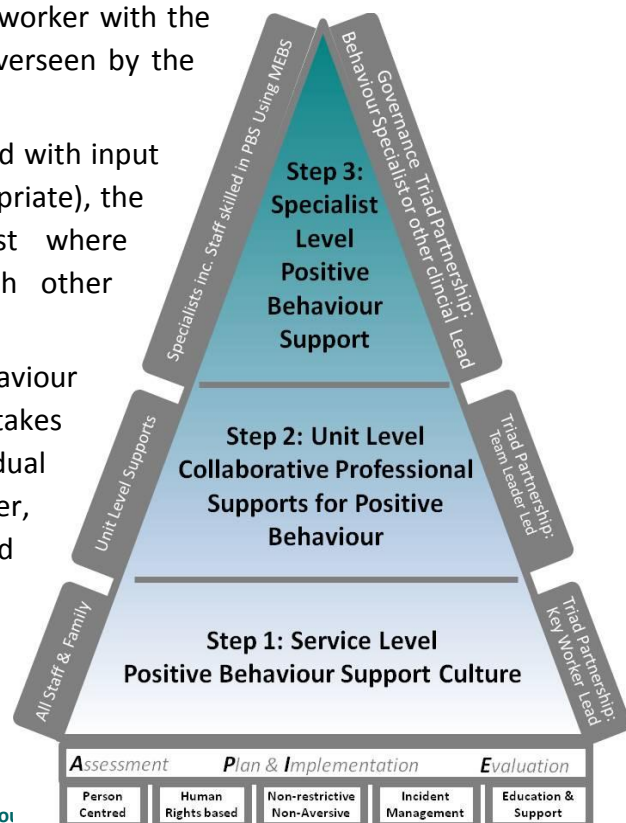 worker with the
verseen by the
d with input
opriate), the
st where
h other
aviour
takes
dual
er,
d
Specialists inc. Staff skilled in PBS Using MEBS
Governance Triad Partnership:
Behaviour Specialist or other clincial Lead
Step 3:
Specialist
Level
Positive
Behaviour
Support
Unit Level Supports
Triad Partnership:
Team Leader Led
Step 2: Unit Level
Collaborative Professional
Supports for Positive
Behaviour
All Staff & Family
Triad Partnership:
Key Worker Lead
Step 1: Service Level
Positive Behaviour Support Culture
Assessment Plan & Implementation Evaluation
Person
Centred
Human
Rights based
Non-restrictive
Non-Aversive
Incident
Management
Education &
Support